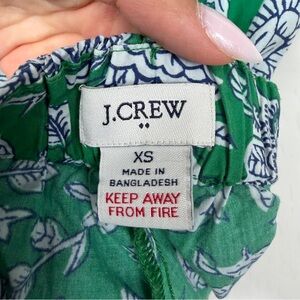 J.CREW
XS
MADE IN
BANGLADESH
KEEP AWAY
FROM FIRE